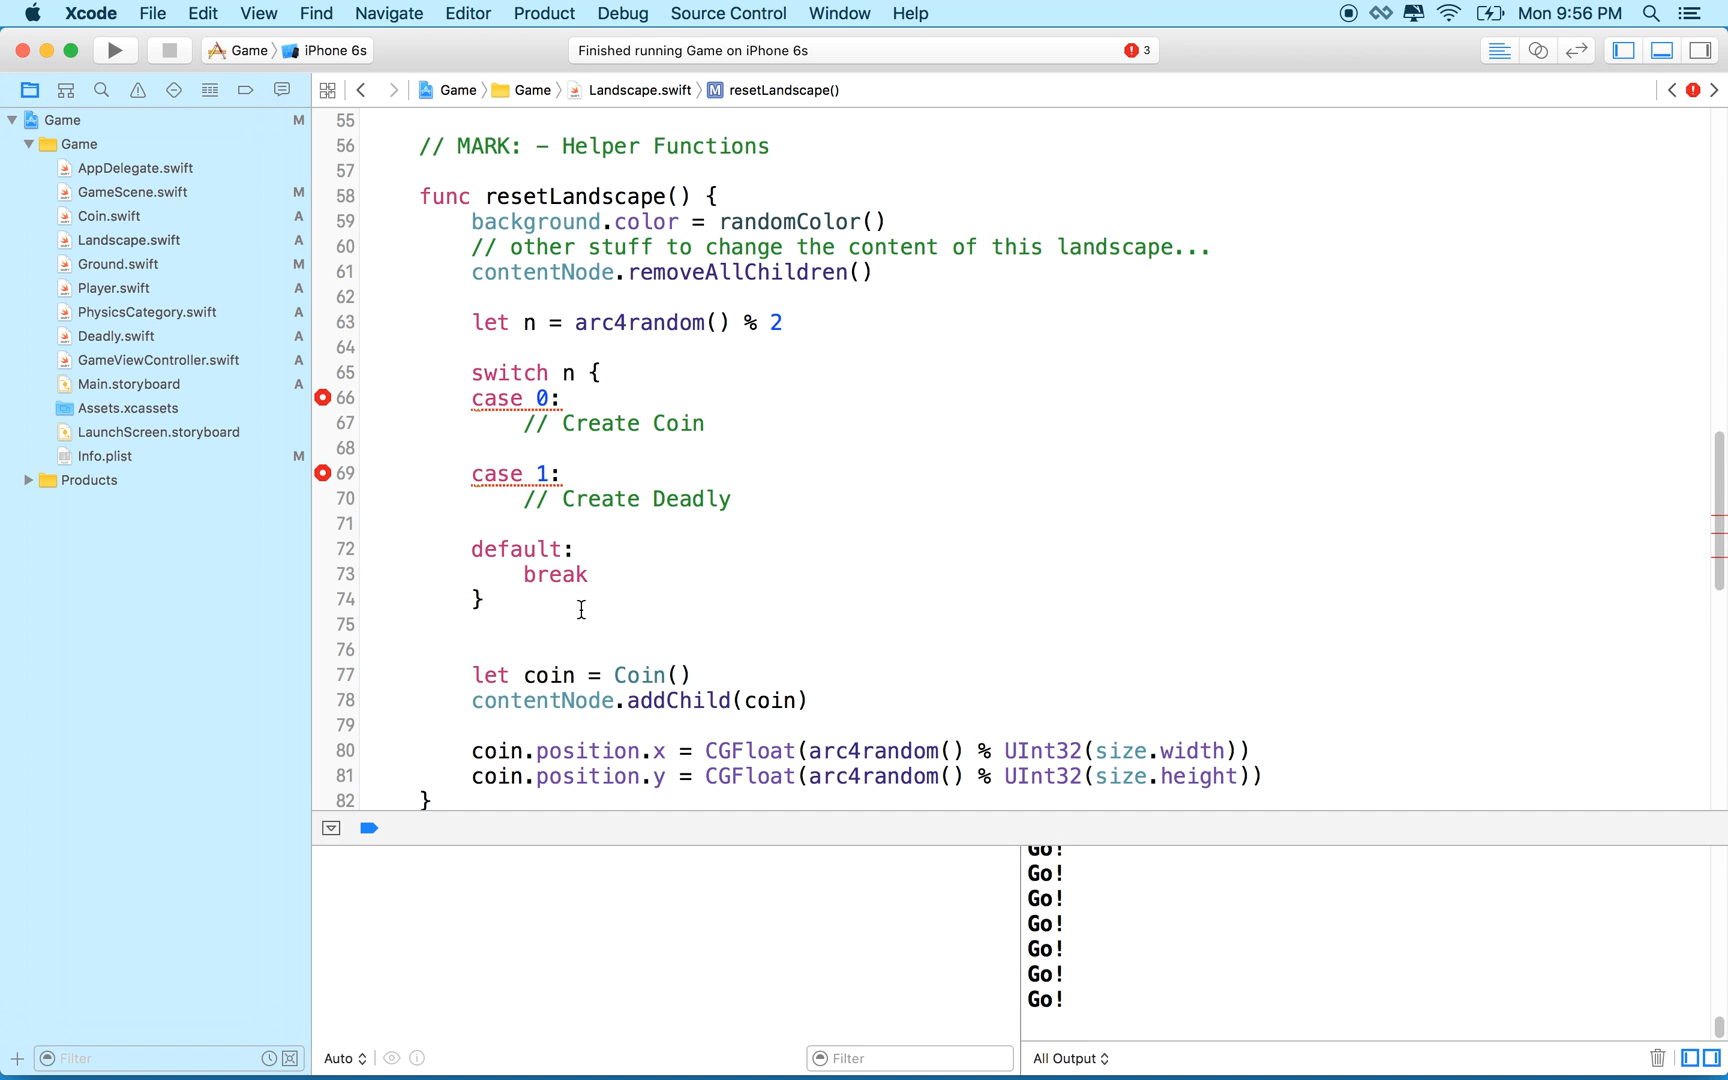 Xcode File Edit View Find Navigate Editor Product Debug Source Control Window Help Mon 9:56 PM
Game iPhone 6s Finished running Game on iPhone 6s 3
Game Game Landscape.swift M resetLandscape()
Game M
Game
AppDelegate.swift
GameScene.swift M
Coin.swift A
Landscape.swift A
Ground.swift M
Player.swift A
PhysicsCategory.swift A
Deadly.swift A
GameViewController.swift A
Main.storyboard A
Assets.xcassets
LaunchScreen.storyboard
Info.plist M
Products
55
56 // MARK: - Helper Functions
57
58 func resetLandscape() {
59 background.color = randomColor()
60 // other stuff to change the content of this landscape...
61 contentNode.removeAllChildren()
62
63 let n = arc4random() % 2
64
65 switch n {
66 case 0:
67 // Create Coin
68
69 case 1:
70 // Create Deadly
71
72 default:
73 break
74 }
75
76
77 let coin = Coin()
78 contentNode.addChild(coin)
79
80 coin.position.x = CGFloat(arc4random() % UInt32(size.width))
81 coin.position.y = CGFloat(arc4random() % UInt32(size.height))
82 }
Go!
Go!
Go!
Go!
Go!
Go!
Go!
Filter
Auto
Filter
All Output